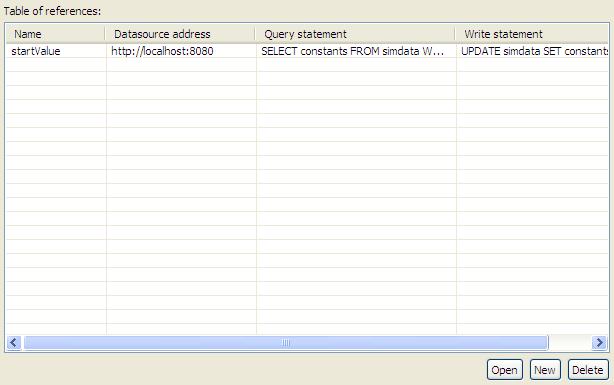 Table of references:
Name Datasource address Query statement Write statement
startValue http://localhost:8080 SELECT constants FROM simdata W... UPDATE simdata SET constants
Open New Delete